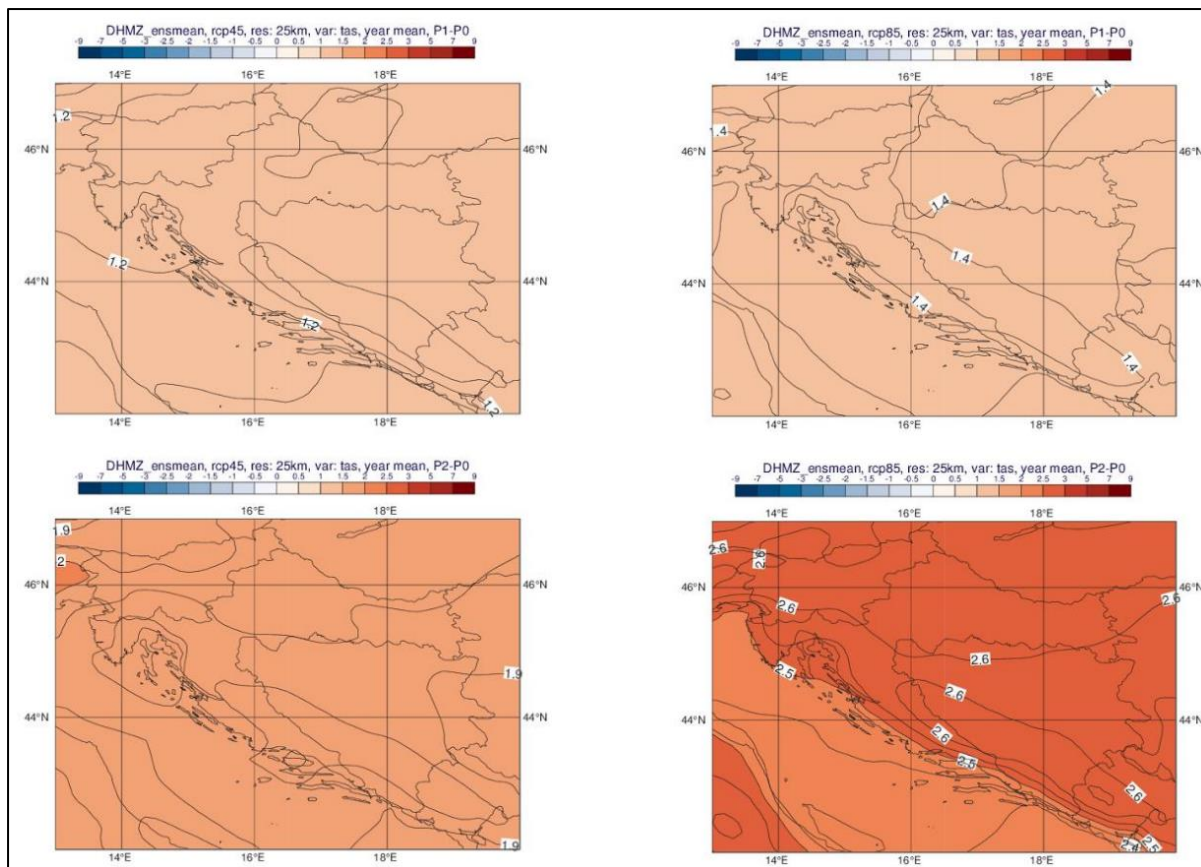 DHMZ_ensmean, rcp45, res: 25km, var: tas, year mean, P1-P0
-9 -7 -5 -3 -2 -1.5 -1 -0.5 0 0.5 1 1.5 2 2.5 3 5 7 9
14°E 16°E 18°E
1.2
46°N
1.2
44°N
1.2
1.2
14°E 16°E 18°E
DHMZ_ensmean, rcp85, res: 25km, var: tas, year mean, P1-P0
-9 -7 -5 -3 -2 -1.5 -1 -0.5 0 0.5 1 1.5 2 2.5 3 5 7 9
14°E 16°E 18°E
1.4
1.4
46°N 46°N
1.4
1.4
44°N 44°N
1.4
1.4
14°E 16°E 18°E
DHMZ_ensmean, rcp45, res: 25km, var: tas, year mean, P2-P0
-9 -7 -5 -3 -2 -1.5 -1 -0.5 0 0.5 1 1.5 2 2.5 3 5 7 9
14°E 16°E 18°E
1.9
2
46°N 46°N
1.9
44°N 44°N
1.9
14°E 16°E 18°E
DHMZ_ensmean, rcp85, res: 25km, var: tas, year mean, P2-P0
-9 -7 -5 -3 -2 -1.5 -1 -0.5 0 0.5 1 1.5 2 2.5 3 5 7 9
14°E 16°E 18°E
2.6
2.6
46°N 46°N
2.6 2.6
2.6
2.5
2.6
44°N 44°N
2.6
2.5
2.6
2.5
2.4
14°E 16°E 18°E